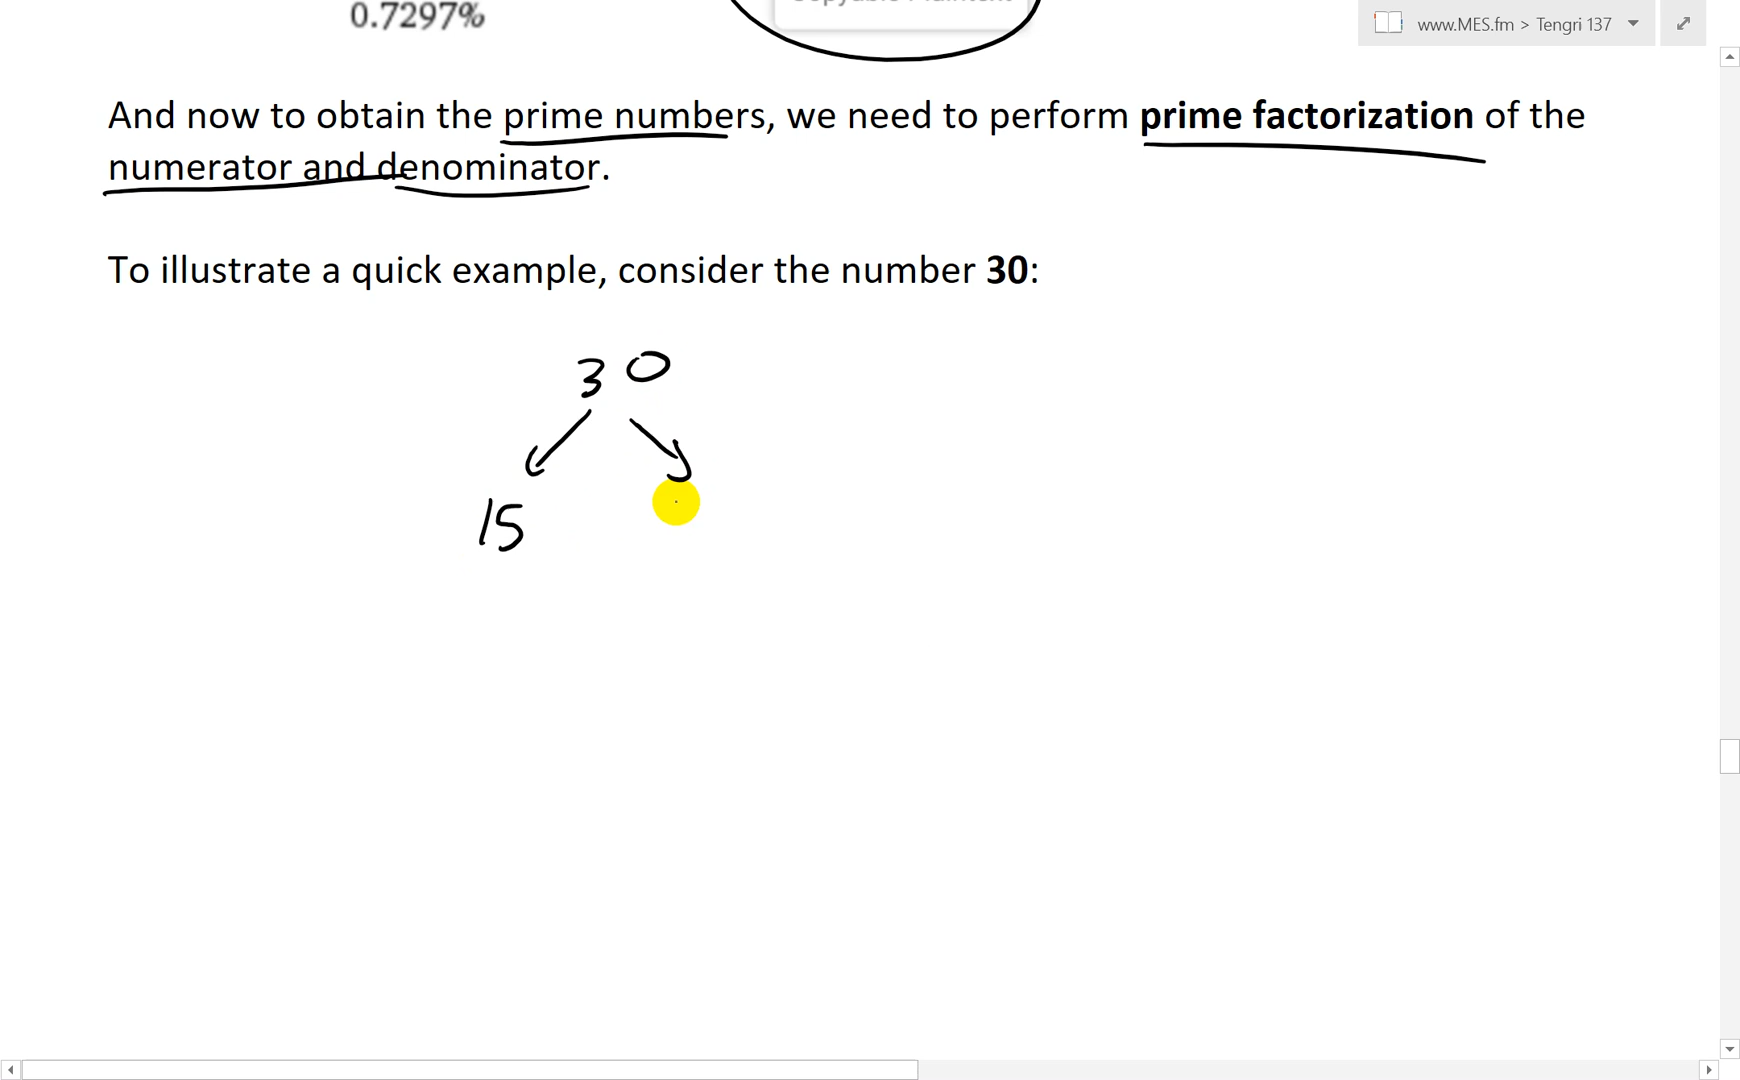 0.7297%
www.MES.fm > Tengri 137
And now to obtain the prime numbers, we need to perform prime factorization of the
numerator and denominator.
To illustrate a quick example, consider the number 30:
30
15